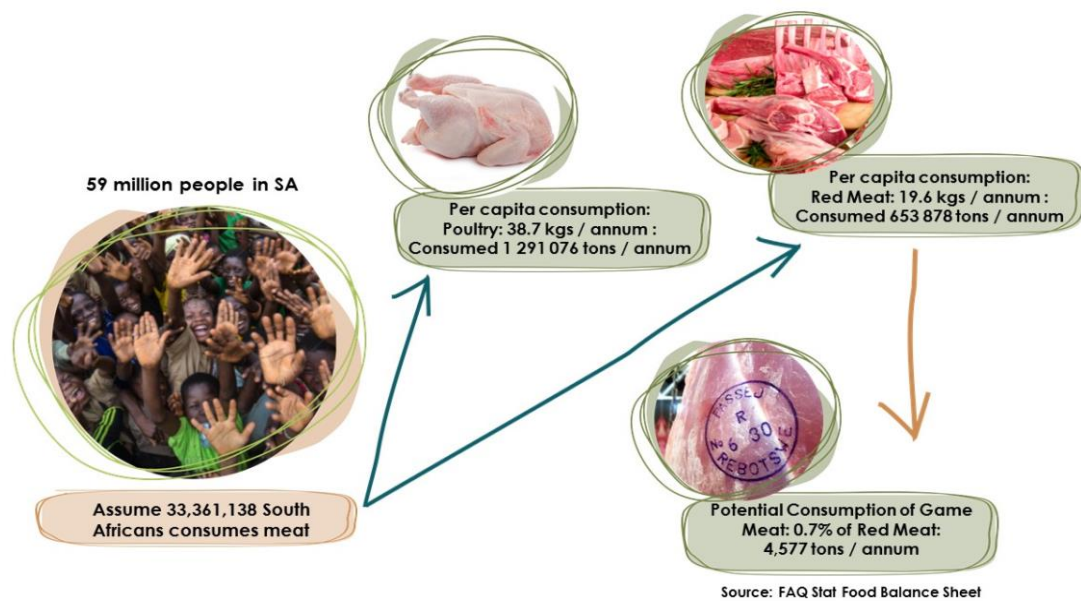 59 million people in SA
Assume 33,361,138 South
Africans consumes meat
Per capita consumption:
Poultry: 38.7 kgs / annum :
Consumed 1 291 076 tons / annum
Per capita consumption:
Red Meat: 19.6 kgs / annum :
Consumed 653 878 tons / annum
PASSED
R
Nº 6 30
REBOTSWE
Potential Consumption of Game
Meat: 0.7% of Red Meat:
4,577 tons / annum
Source: FAQ Stat Food Balance Sheet